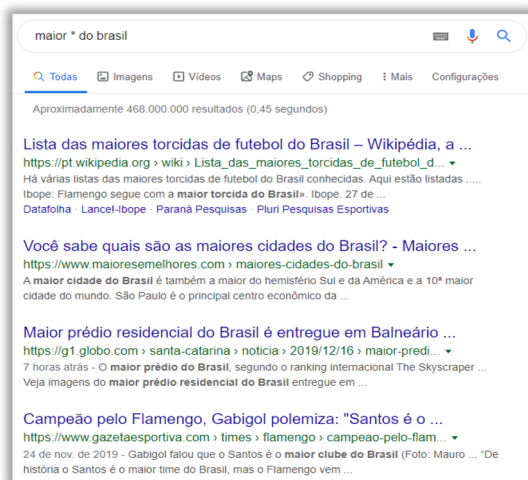 maior * do brasil
Todas Imagens Vídeos Maps Shopping Mais Configurações
Aproximadamente 468.000.000 resultados (0,45 segundos)
Lista das maiores torcidas de futebol do Brasil – Wikipédia, a ...
https://pt.wikipedia.org › wiki › Lista_das_maiores_torcidas_de_futebol_d...
Há várias listas das maiores torcidas de futebol do Brasil conhecidas. Aqui estão listadas .....
Ibope: Flamengo segue com a maior torcida do Brasil». Ibope. 27 de ...
Datafolha · Lancel-Ibope · Paraná Pesquisas · Pluri Pesquisas Esportivas
Você sabe quais são as maiores cidades do Brasil? - Maiores ...
https://www.maioresemelhores.com › maiores-cidades-do-brasil
A maior cidade do Brasil é também a maior do hemisfério Sul e da América e a 10ª maior
cidade do mundo. São Paulo é o principal centro econômico da ...
Maior prédio residencial do Brasil é entregue em Balneário ...
https://g1.globo.com › santa-catarina › noticia › 2019/12/16 › maior-predi...
7 horas atrás - O maior prédio do Brasil, segundo o ranking internacional The Skyscraper ...
Veja imagens do maior prédio residencial do Brasil entregue em ...
Campeão pelo Flamengo, Gabigol polemiza: "Santos é o ...
https://www.gazetaesportiva.com › times › flamengo › campeao-pelo-flam...
24 de nov. de 2019 - Gabigol falou que o Santos é o maior clube do Brasil (Foto: Mauro ... “De
história o Santos é o maior time do Brasil, mas o Flamengo vem ...